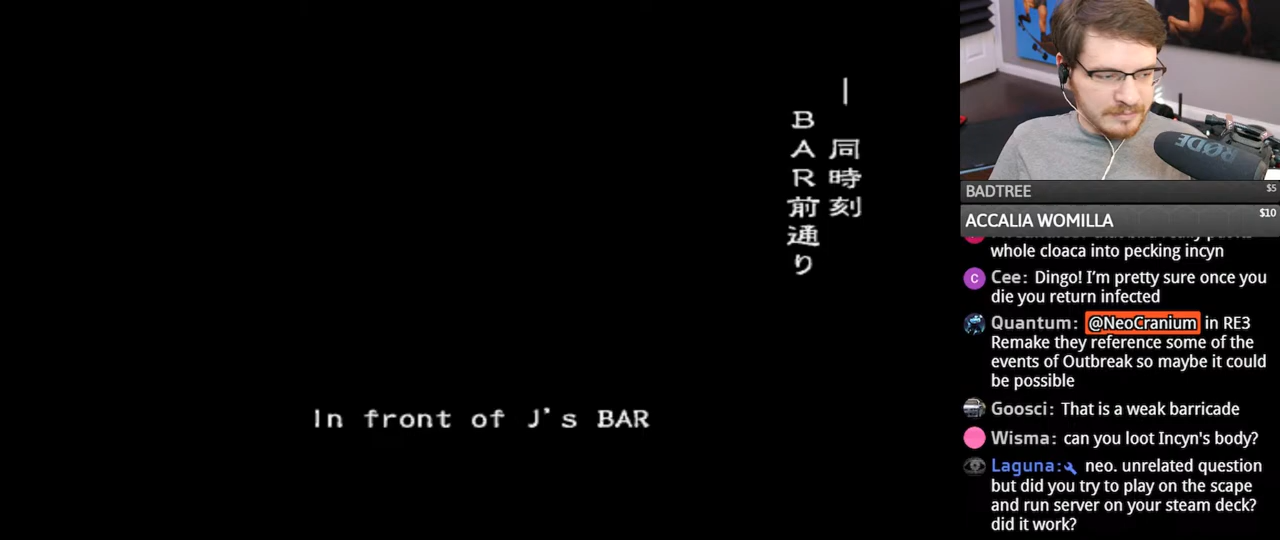 ― 同時刻
BAR前通り
In front of J's BAR
RØDE
BADTREE
$5
ACCALIA WOMILLA
$10
whole cloaca into pecking incyn
C
Cee: Dingo! I'm pretty sure once you
die you return infected
Quantum: @NeoCranium in RE3
Remake they reference some of the
events of Outbreak so maybe it could
be possible
Goosci: That is a weak barricade
Wisma: can you loot Incyn's body?
Laguna: neo. unrelated question
but did you try to play on the scape
and run server on your steam deck?
did it work?